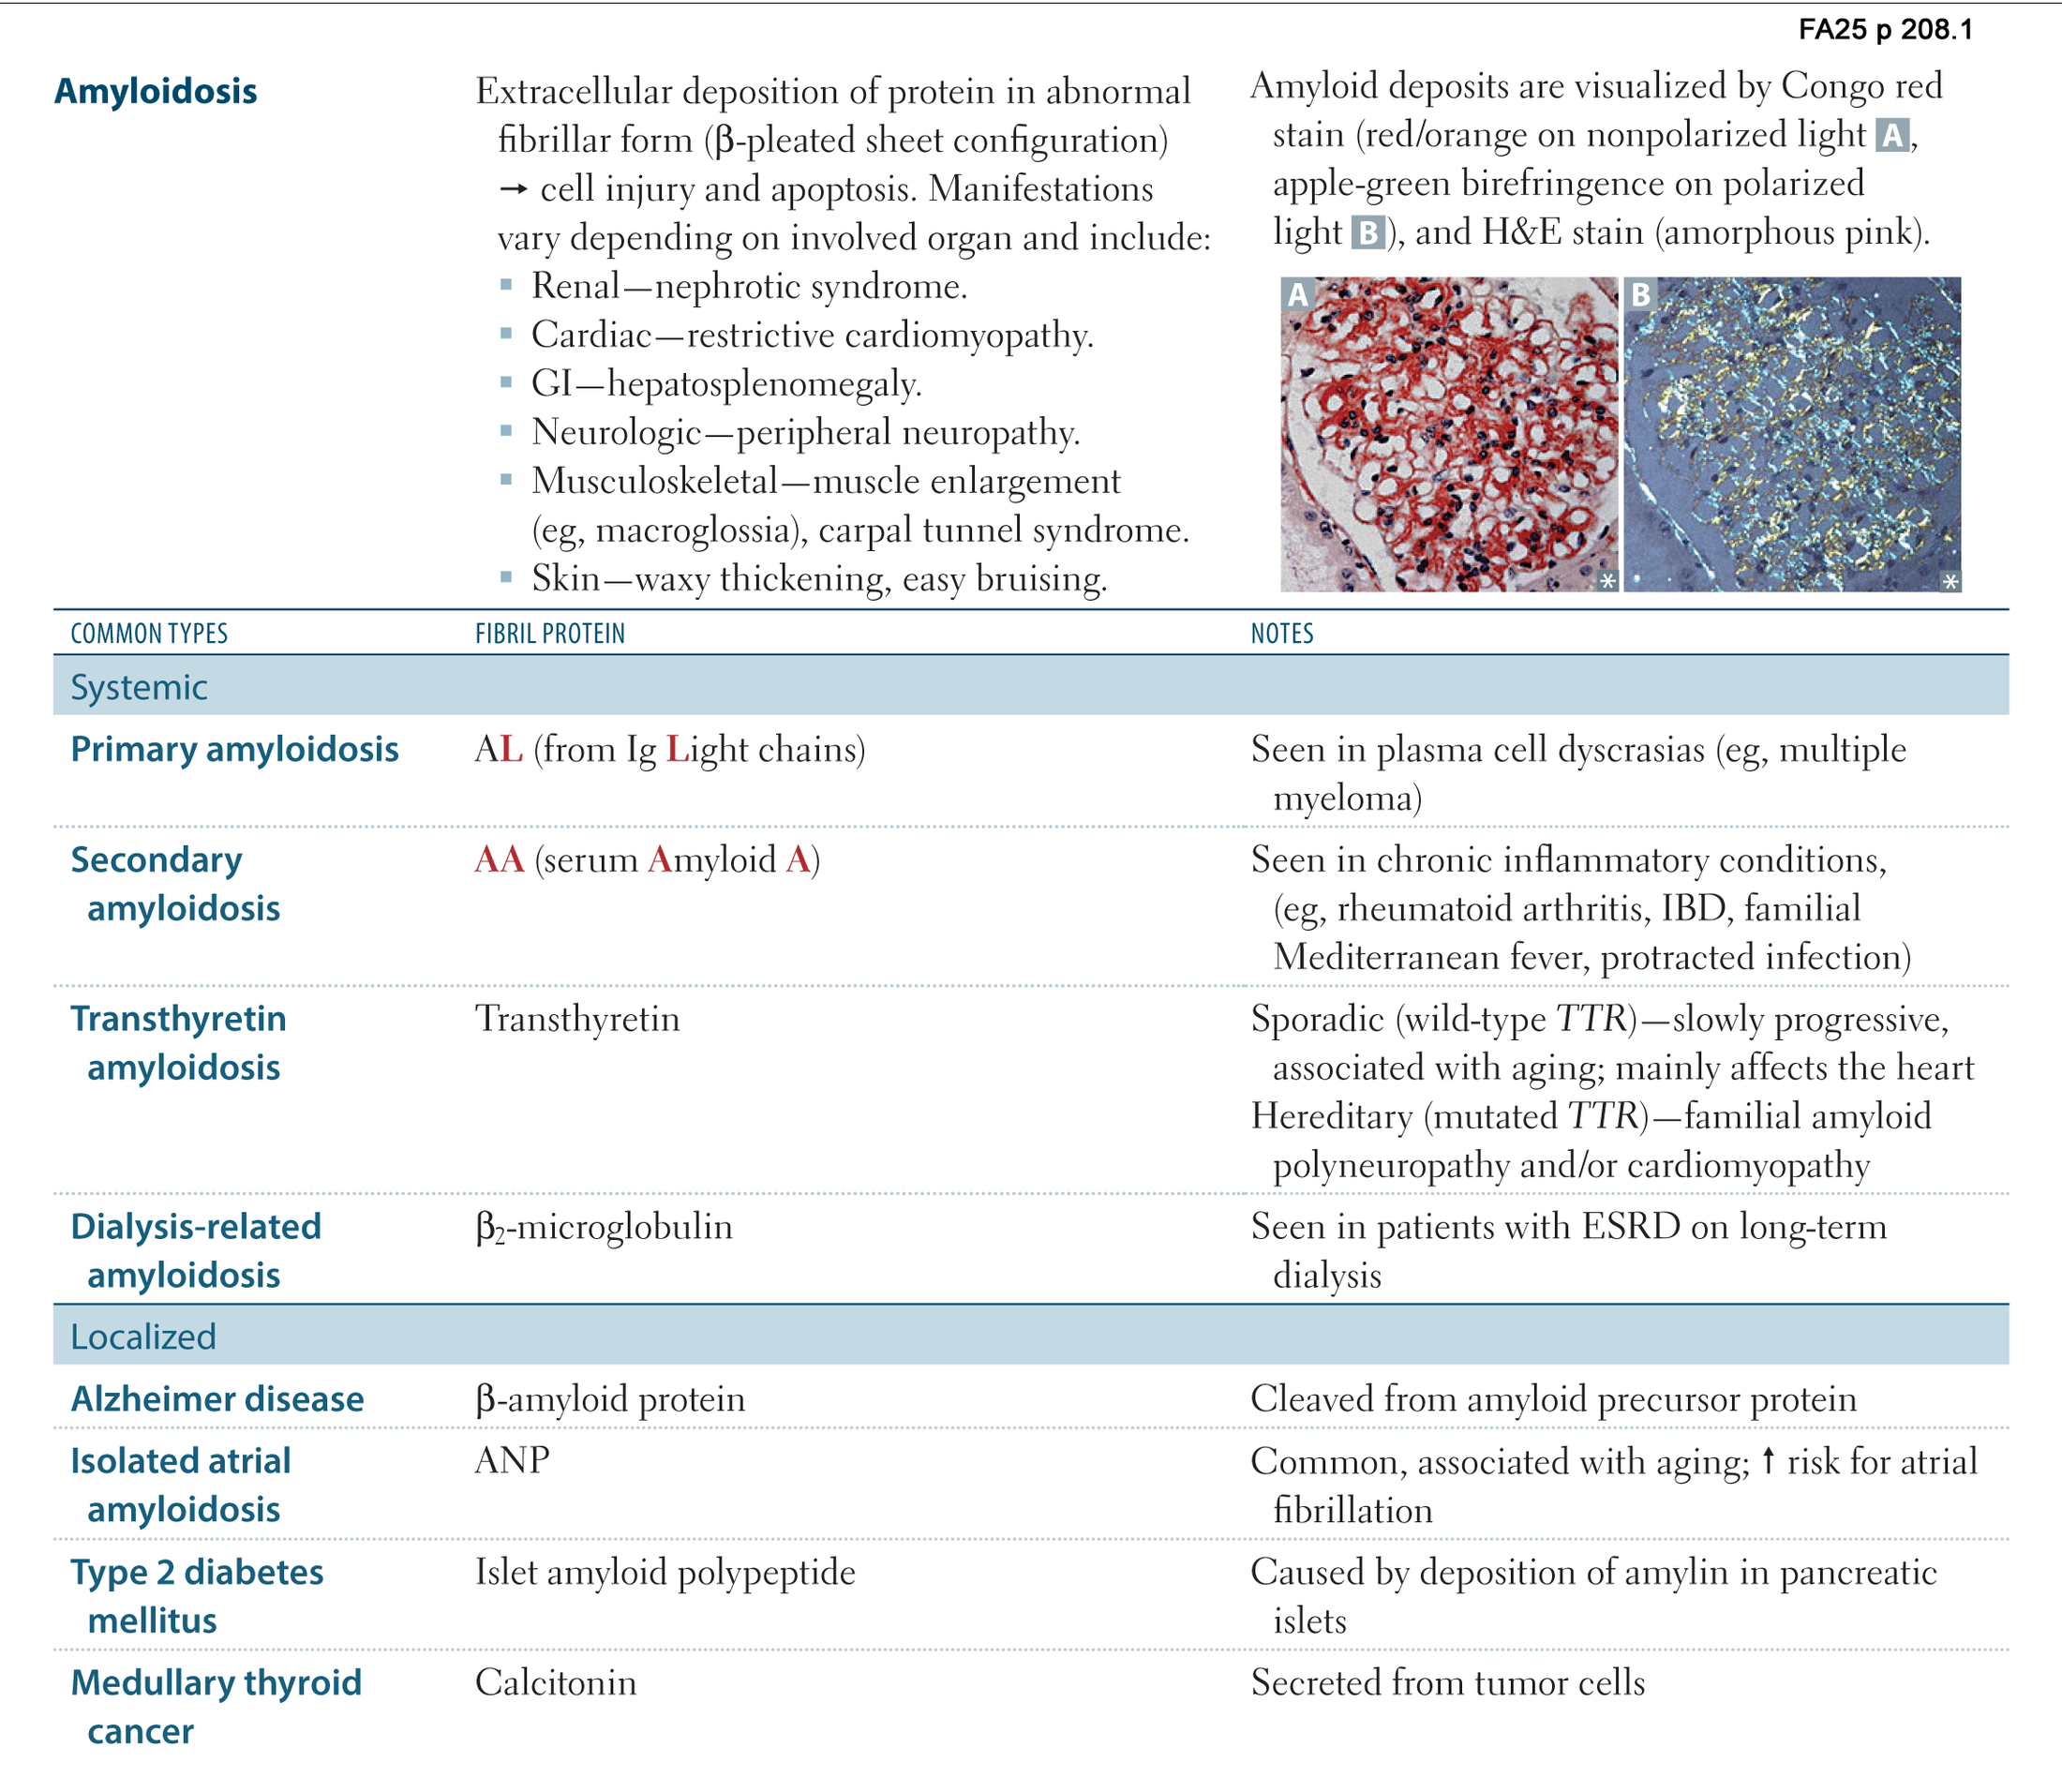 FA25 p 208.1
Amyloidosis
Extracellular deposition of protein in abnormal
fibrillar form (β-pleated sheet configuration)
→ cell injury and apoptosis. Manifestations
vary depending on involved organ and include:
▪ Renal—nephrotic syndrome.
▪ Cardiac—restrictive cardiomyopathy.
▪ GI—hepatosplenomegaly.
▪ Neurologic—peripheral neuropathy.
▪ Musculoskeletal—muscle enlargement
(eg, macroglossia), carpal tunnel syndrome.
▪ Skin—waxy thickening, easy bruising.
Amyloid deposits are visualized by Congo red
stain (red/orange on nonpolarized light A,
apple-green birefringence on polarized
light B), and H&E stain (amorphous pink).
A
*
B
*
COMMON TYPES
FIBRIL PROTEIN
NOTES
Systemic
Primary amyloidosis
AL (from Ig Light chains)
Seen in plasma cell dyscrasias (eg, multiple
myeloma)
Secondary
amyloidosis
AA (serum Amyloid A)
Seen in chronic inflammatory conditions,
(eg, rheumatoid arthritis, IBD, familial
Mediterranean fever, protracted infection)
Transthyretin
amyloidosis
Transthyretin
Sporadic (wild-type TTR)—slowly progressive,
associated with aging; mainly affects the heart
Hereditary (mutated TTR)—familial amyloid
polyneuropathy and/or cardiomyopathy
Dialysis-related
amyloidosis
β₂-microglobulin
Seen in patients with ESRD on long-term
dialysis
Localized
Alzheimer disease
β-amyloid protein
Cleaved from amyloid precursor protein
Isolated atrial
amyloidosis
ANP
Common, associated with aging; ↑ risk for atrial
fibrillation
Type 2 diabetes
mellitus
Islet amyloid polypeptide
Caused by deposition of amylin in pancreatic
islets
Medullary thyroid
cancer
Calcitonin
Secreted from tumor cells